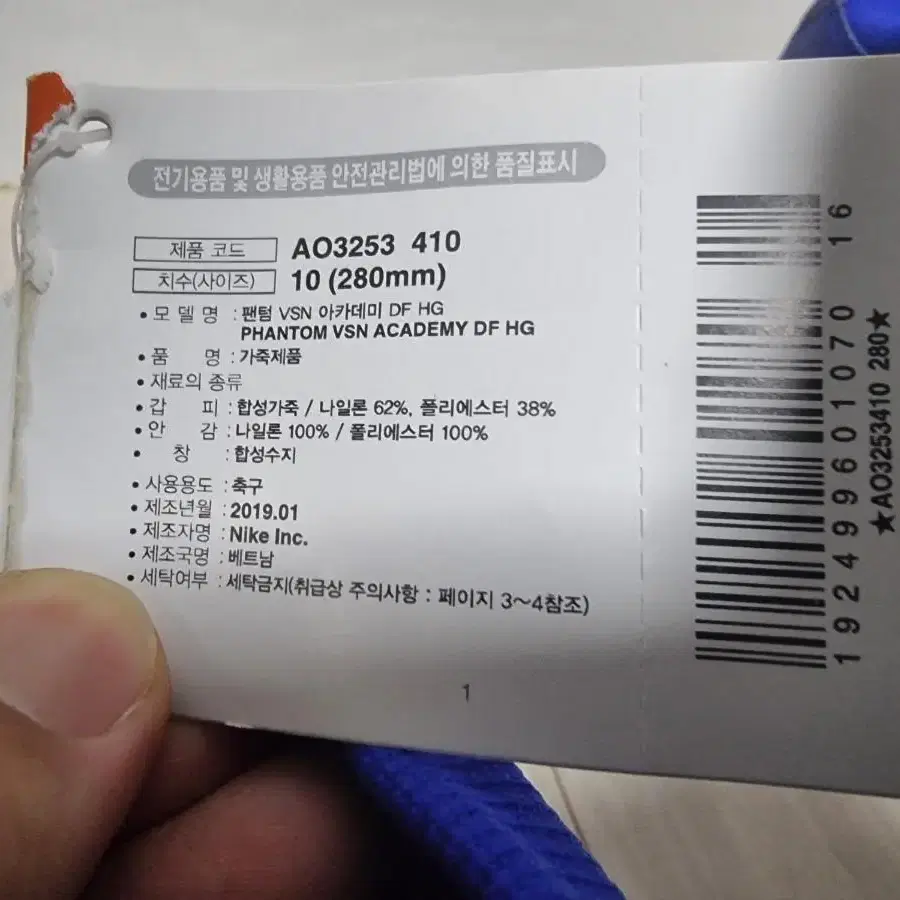 전기용품 및 생활용품 안전관리법에 의한 품질표시
제품 코드 AO3253 410
치수(사이즈) 10 (280mm)
• 모 델 명 : 팬텀 VSN 아카데미 DF HG
PHANTOM VSN ACADEMY DF HG
• 품 명 : 가죽제품
• 재료의 종류
• 갑 피 : 합성가죽 / 나일론 62%, 폴리에스터 38%
• 안 감 : 나일론 100% / 폴리에스터 100%
• 창 : 합성수지
• 사용용도 : 축구
• 제조년월 : 2019.01
• 제조자명 : Nike Inc.
• 제조국명 : 베트남
• 세탁여부 : 세탁금지(취급상 주의사항 : 페이지 3~4참조)
1
192499601070 16
★AO3253410 280★